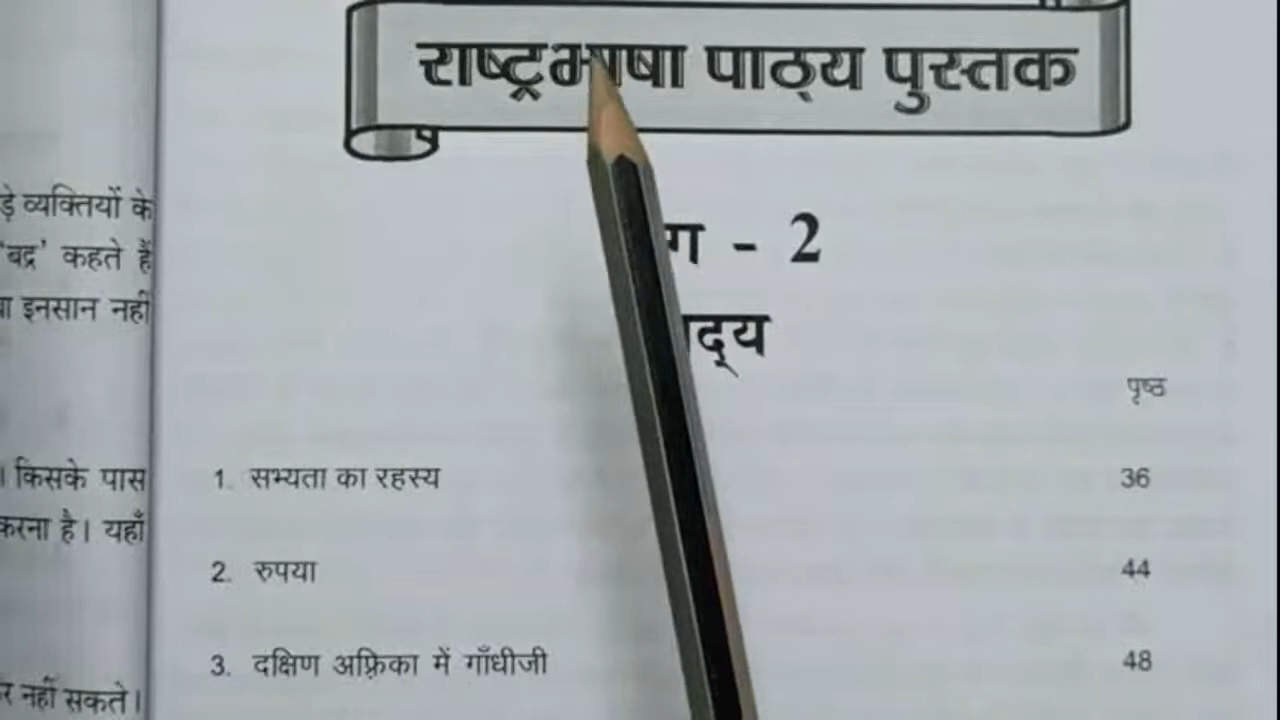 राष्ट्रभाषा पाठ्य पुस्तक
- 2
पृष्ठ
व्यक्तियों के
'बद्र' कहते हैं
इनसान नहीं
। किसके पास
करना है। यहाँ
नहीं सकते।
1. सभ्यता का रहस्य 36
2. रुपया 44
3. दक्षिण अफ़्रिका में गाँधीजी 48